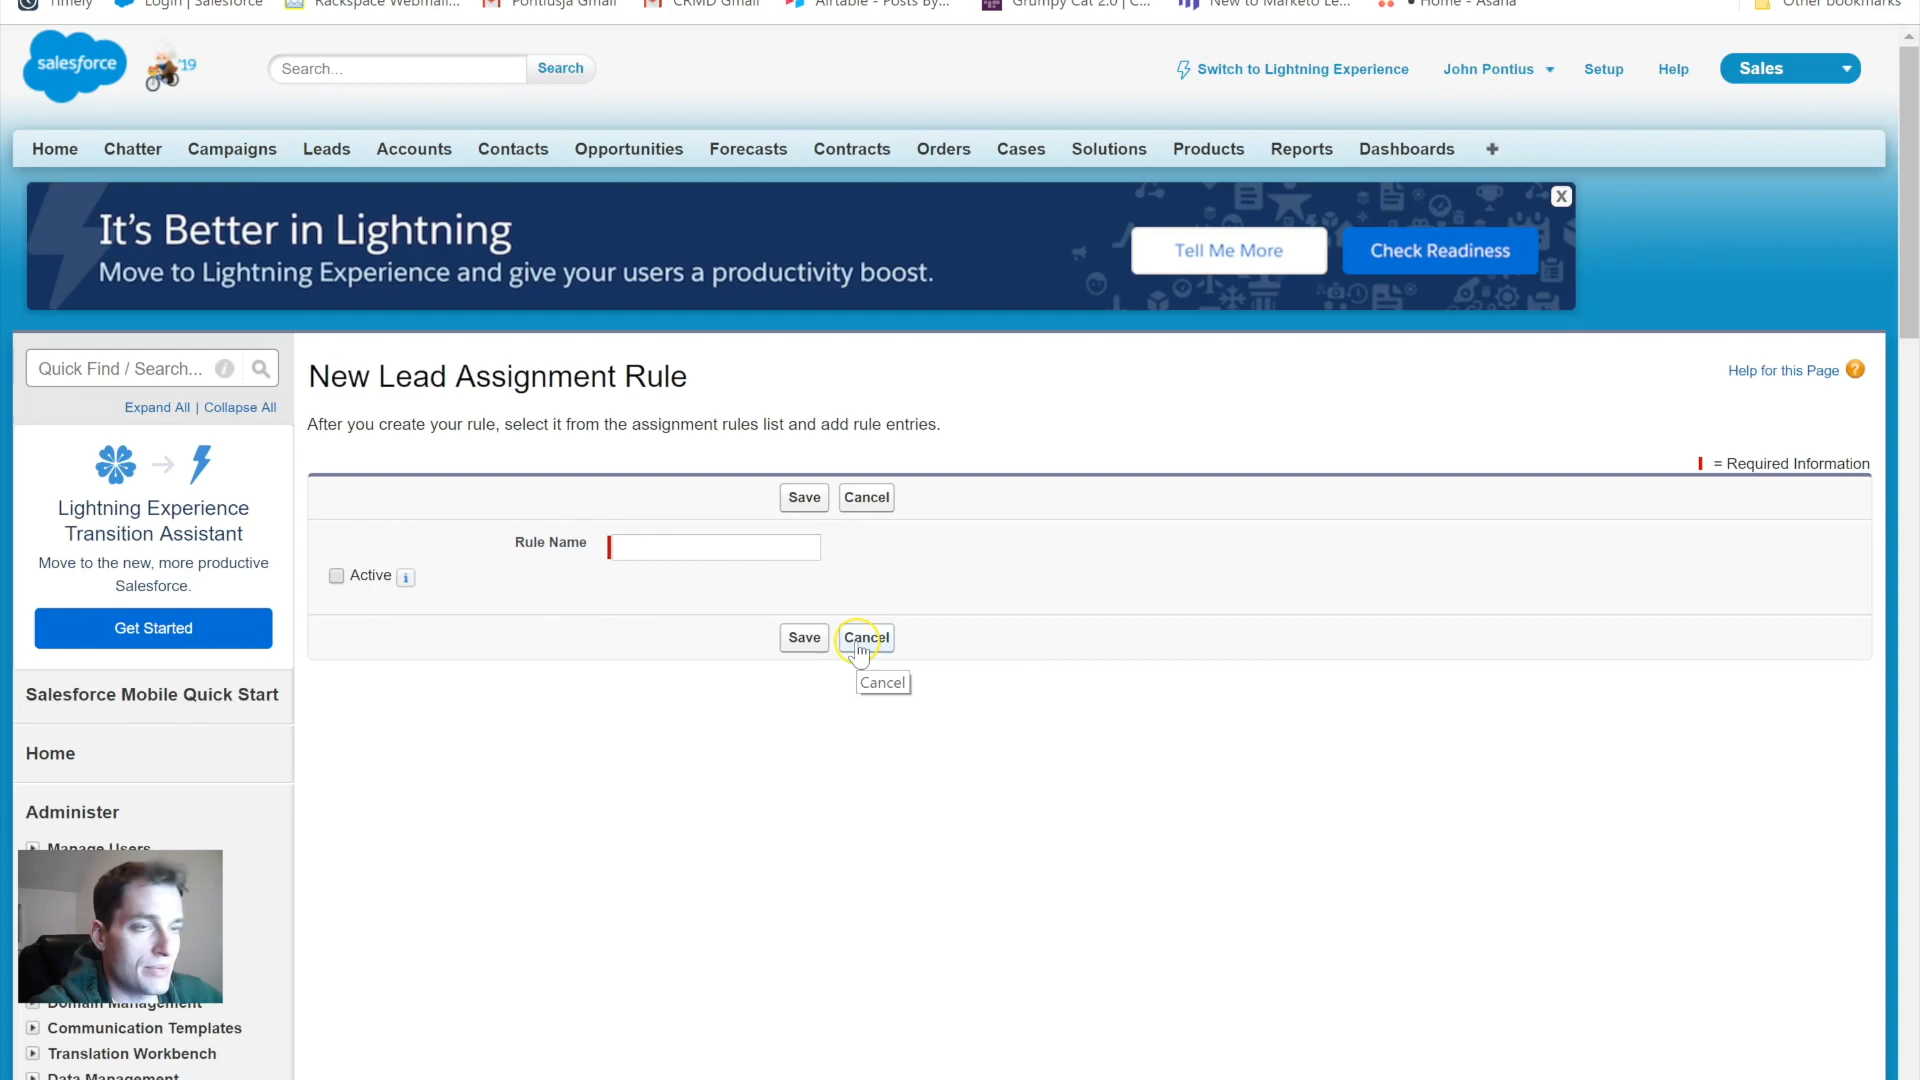 Timely
Login | Salesforce
Rackspace Webmail...
Pontiusja Gmail
CRMD Gmail
Airtable - Posts By...
Grumpy Cat 2.0 | C...
New to Marketo Le...
• Home - Asana
Other bookmarks
salesforce
'19
Search...
Search
Switch to Lightning Experience
John Pontius
Setup
Help
Sales
Home Chatter Campaigns Leads Accounts Contacts Opportunities Forecasts Contracts Orders Cases Solutions Products Reports Dashboards +
It's Better in Lightning
Move to Lightning Experience and give your users a productivity boost.
Tell Me More
Check Readiness
X
Quick Find / Search...
i
Expand All | Collapse All
Lightning Experience
Transition Assistant
Move to the new, more productive
Salesforce.
Get Started
Salesforce Mobile Quick Start
Home
Administer
Manage Users
Domain Management
Communication Templates
Translation Workbench
Data Management
New Lead Assignment Rule
Help for this Page ?
After you create your rule, select it from the assignment rules list and add rule entries.
= Required Information
Save Cancel
Rule Name
Active i
Save Cancel
Cancel